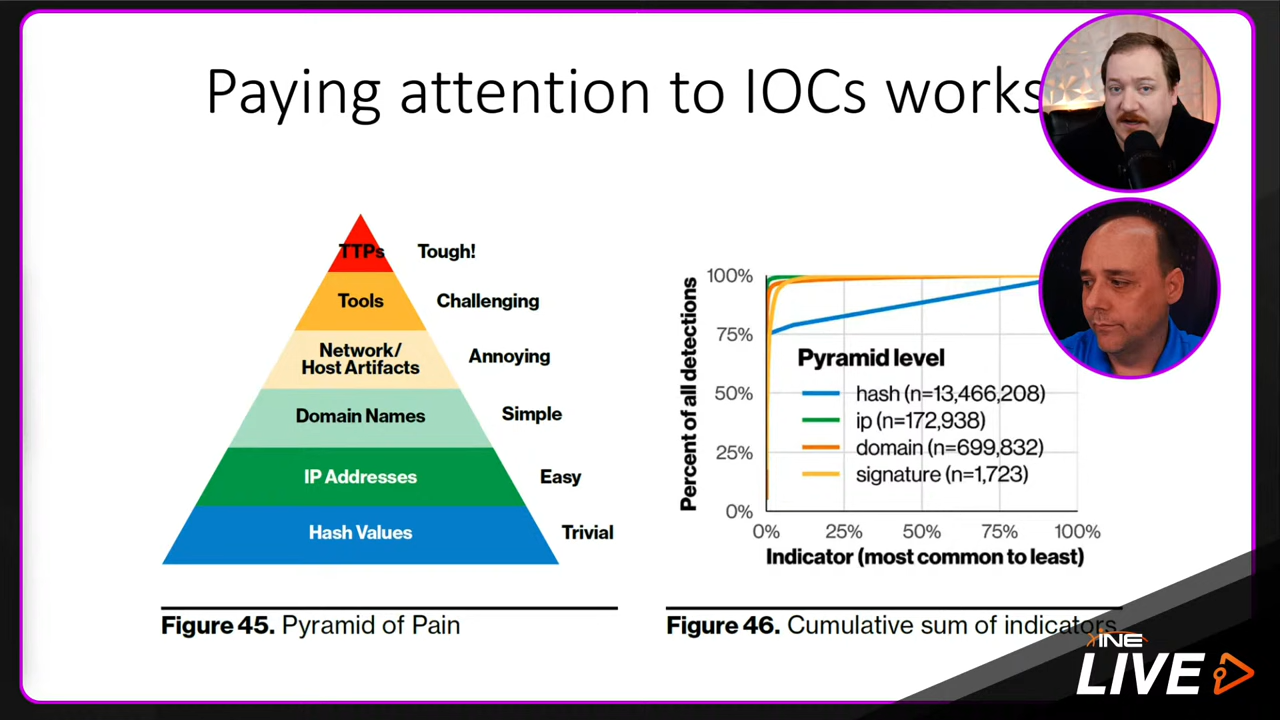 Paying attention to IOCs works
TTPs Tough!
Tools Challenging
Network/
Host Artifacts Annoying
Domain Names Simple
IP Addresses Easy
Hash Values Trivial
Figure 45. Pyramid of Pain
Percent of all detections
100%
75%
50%
25%
0%
Pyramid level
hash (n=13,466,208)
ip (n=172,938)
domain (n=699,832)
signature (n=1,723)
0% 25% 50% 75% 100%
Indicator (most common to least)
Figure 46. Cumulative sum of indicators
INE
LIVE